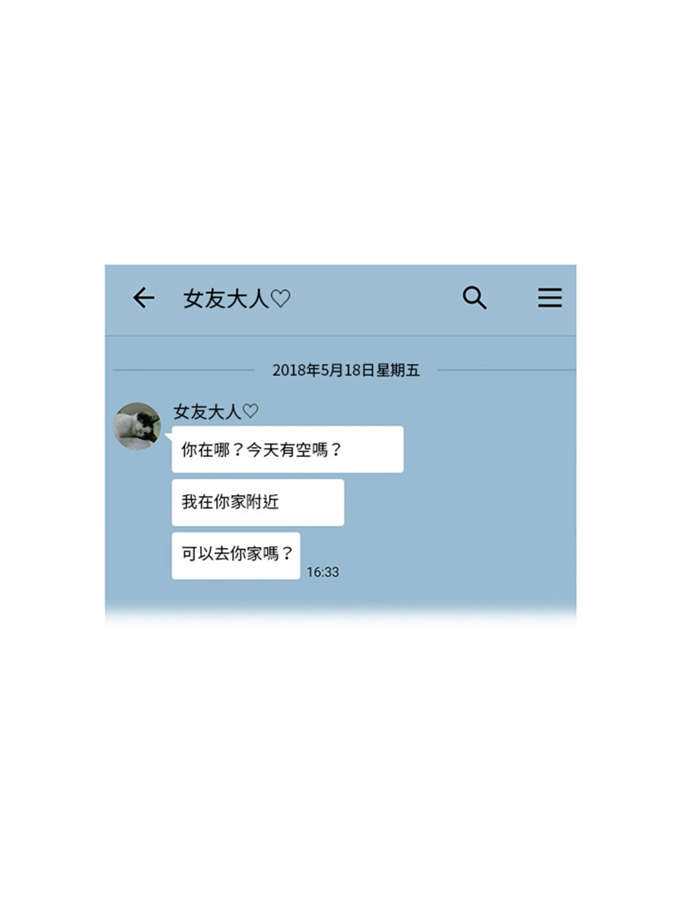 女友大人♡
2018年5月18日星期五
女友大人♡
你在哪？今天有空嗎？
我在你家附近
可以去你家嗎？
16:33